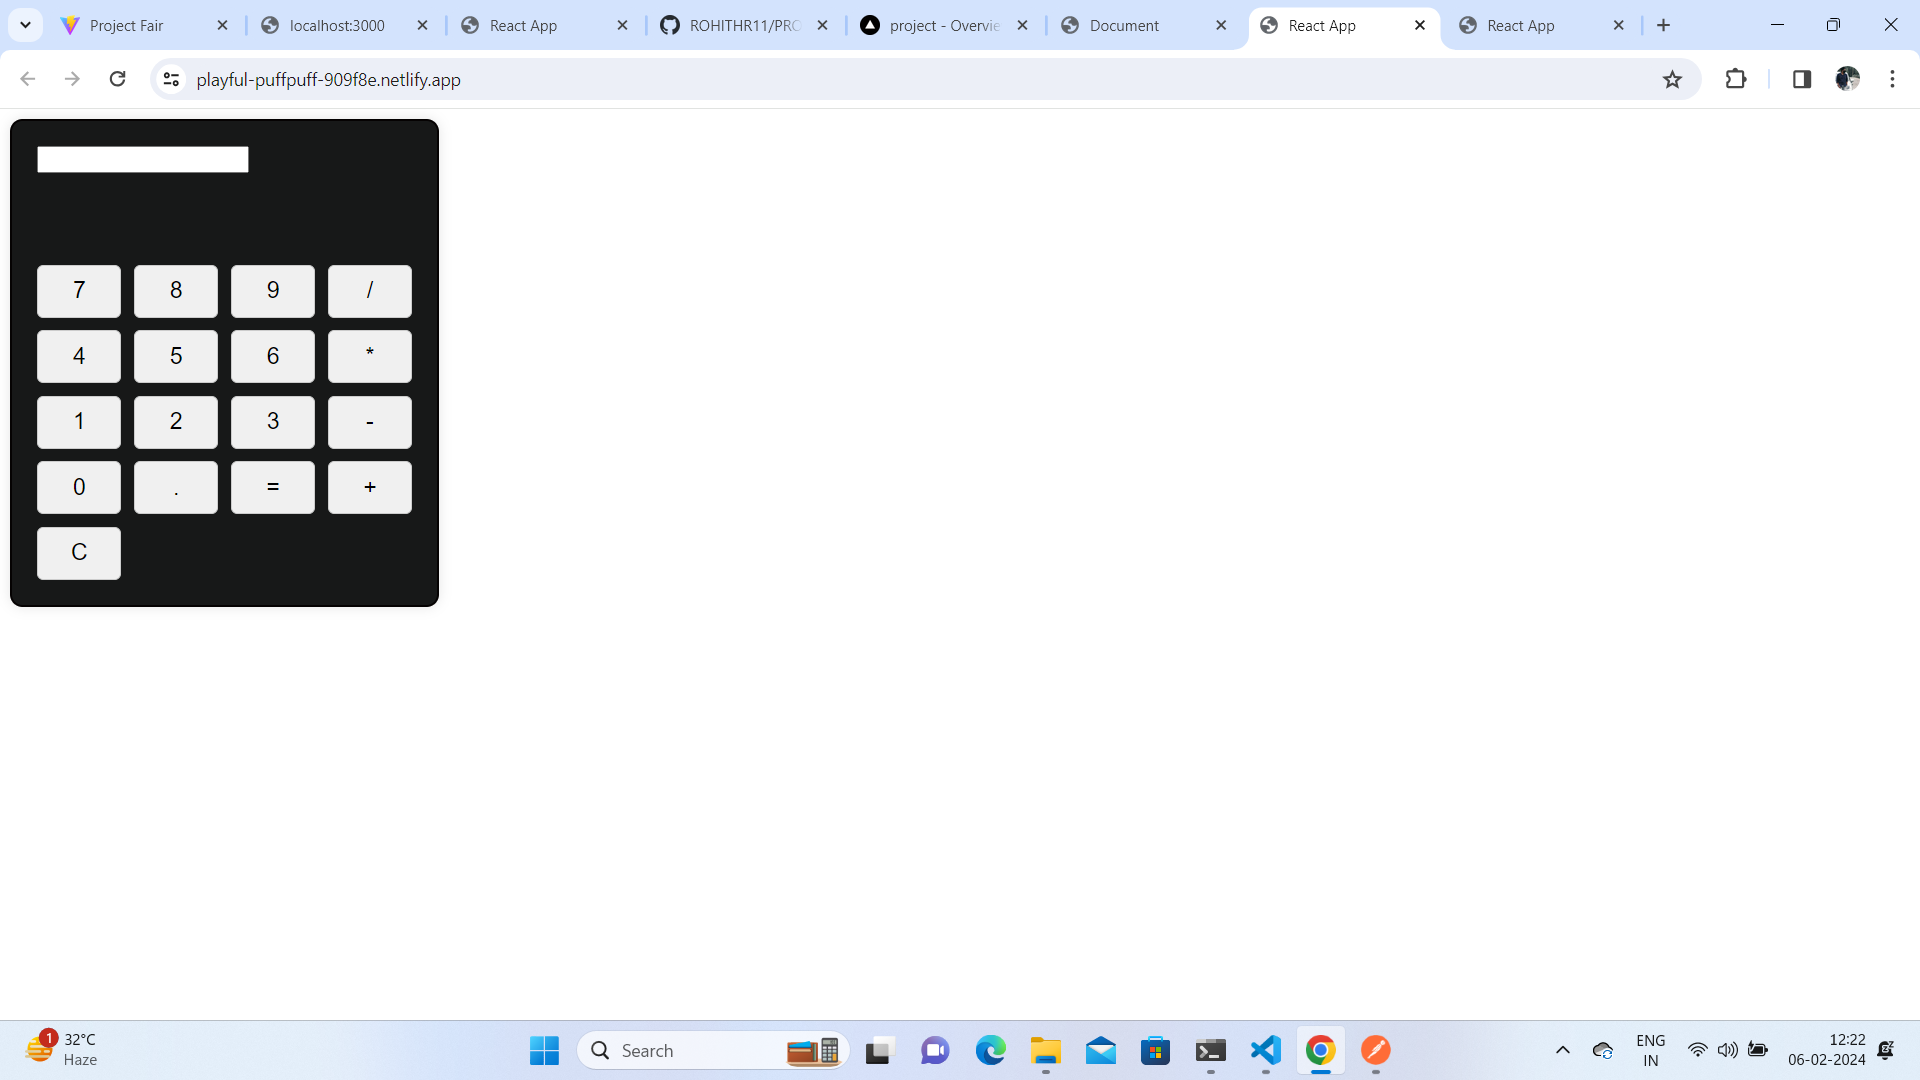 Project Fair
localhost:3000
React App
ROHITHR11/PRO
project - Overvie
Document
React App
React App
playful-puffpuff-909f8e.netlify.app
7 8 9 /
4 5 6 *
1 2 3 -
0 . = +
C
1
32°C
Haze
Search
ENG
IN
12:22
06-02-2024